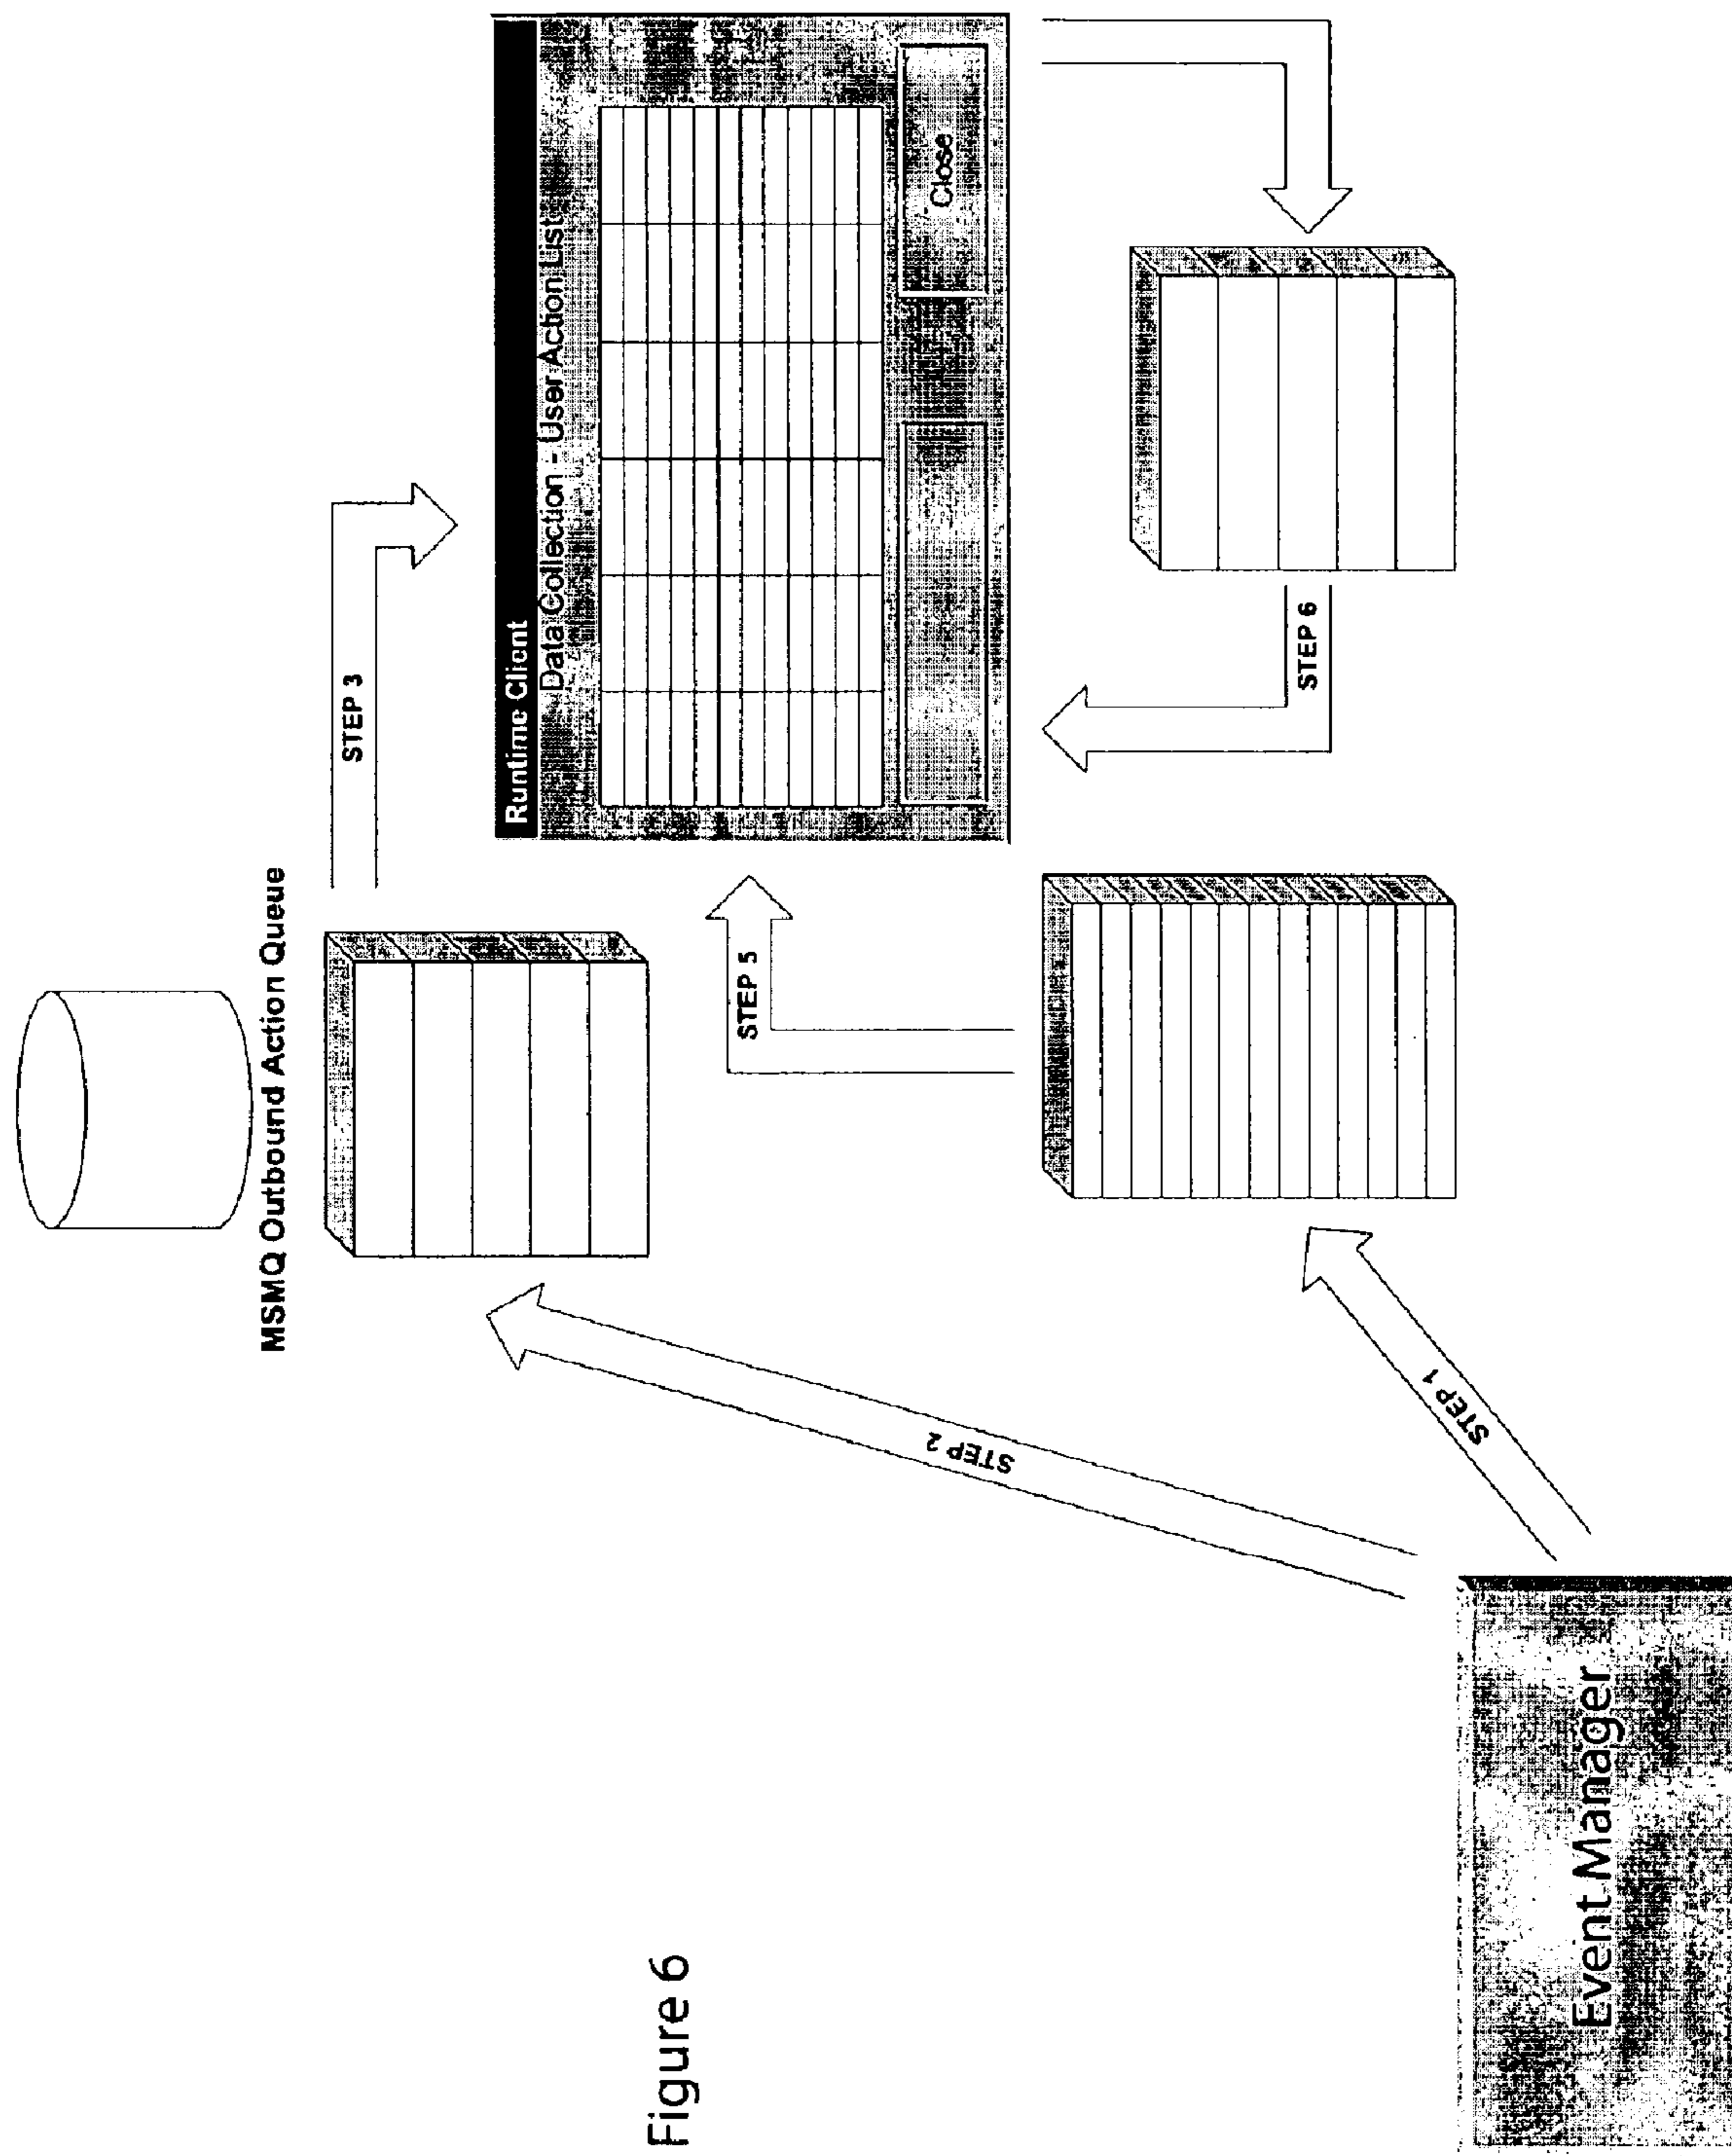 MSMQ Outbound Action Queue
STEP 3
Runtime Client
Data Collection - User Action List
Close
STEP 5
STEP 6
STEP 2
STEP 1
Event Manager
Figure 6